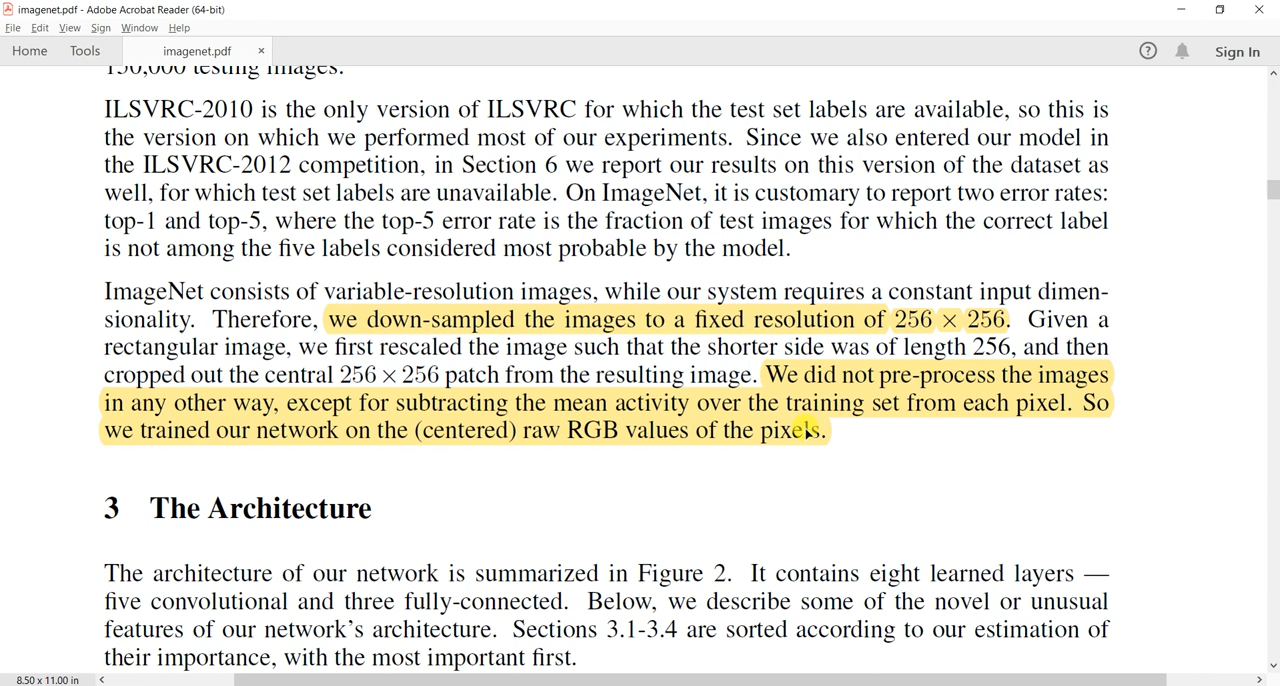 imagenet.pdf - Adobe Acrobat Reader (64-bit)
File Edit View Sign Window Help
Home Tools imagenet.pdf × ? Sign In
150,000 testing images.
ILSVRC-2010 is the only version of ILSVRC for which the test set labels are available, so this is
the version on which we performed most of our experiments. Since we also entered our model in
the ILSVRC-2012 competition, in Section 6 we report our results on this version of the dataset as
well, for which test set labels are unavailable. On ImageNet, it is customary to report two error rates:
top-1 and top-5, where the top-5 error rate is the fraction of test images for which the correct label
is not among the five labels considered most probable by the model.
ImageNet consists of variable-resolution images, while our system requires a constant input dimen-
sionality. Therefore, we down-sampled the images to a fixed resolution of 256 × 256. Given a
rectangular image, we first rescaled the image such that the shorter side was of length 256, and then
cropped out the central 256×256 patch from the resulting image. We did not pre-process the images
in any other way, except for subtracting the mean activity over the training set from each pixel. So
we trained our network on the (centered) raw RGB values of the pixels.
3 The Architecture
The architecture of our network is summarized in Figure 2. It contains eight learned layers —
five convolutional and three fully-connected. Below, we describe some of the novel or unusual
features of our network's architecture. Sections 3.1-3.4 are sorted according to our estimation of
their importance, with the most important first.
8.50 x 11.00 in